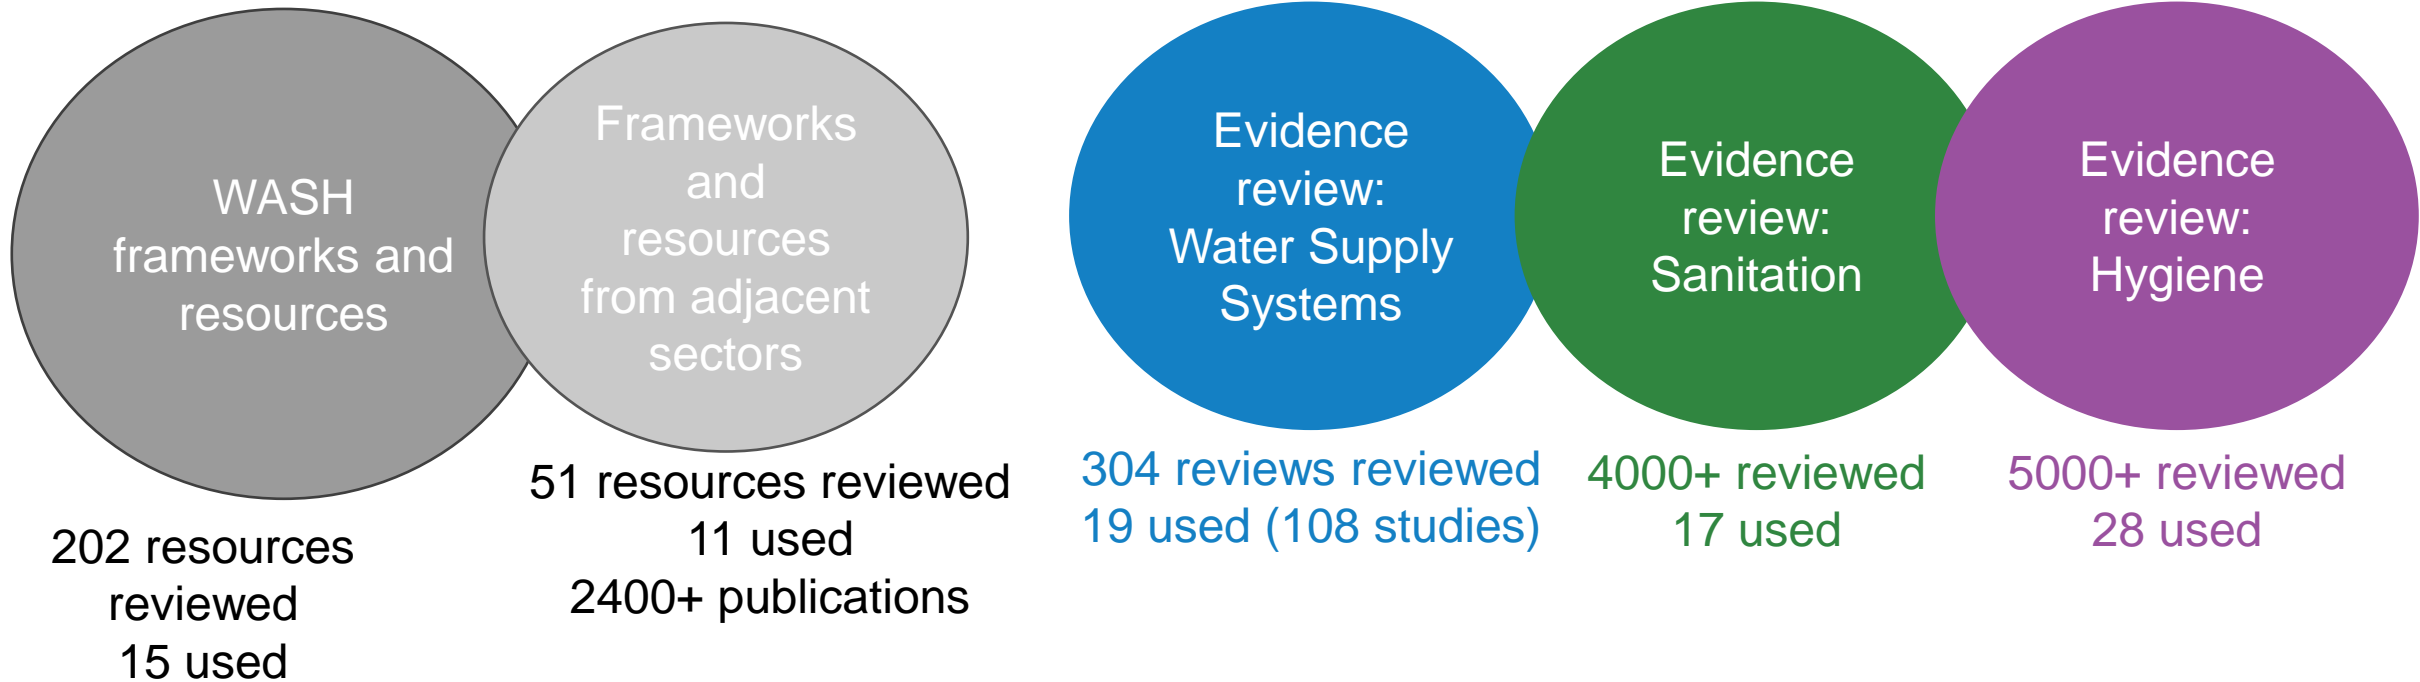 WASH
frameworks and
resources
202 resources
reviewed
15 used
Frameworks
and
resources
from adjacent
sectors
51 resources reviewed
11 used
2400+ publications
Evidence
review:
Water Supply
Systems
304 reviews reviewed
19 used (108 studies)
Evidence
review:
Sanitation
4000+ reviewed
17 used
Evidence
review:
Hygiene
5000+ reviewed
28 used